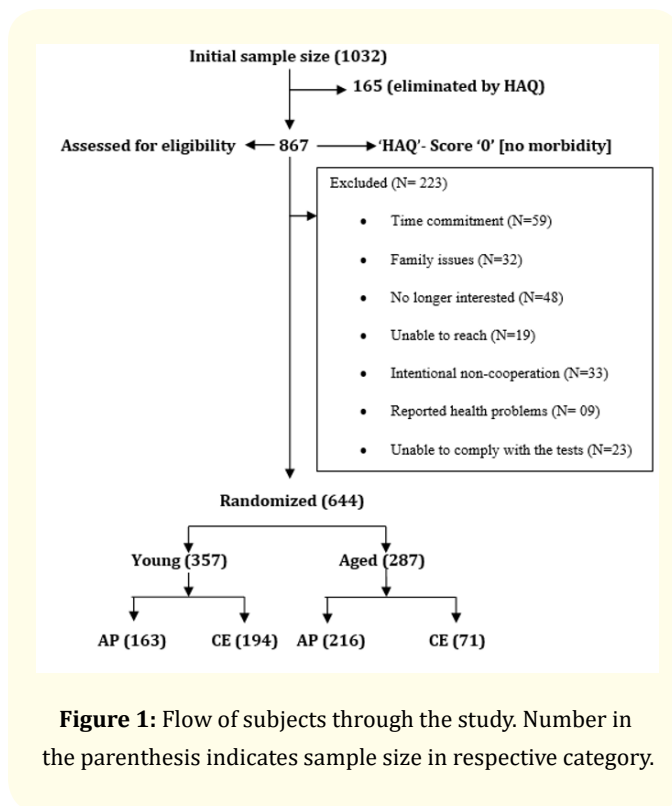 Initial sample size (1032)
165 (eliminated by HAQ)
Assessed for eligibility 867 'HAQ'- Score '0' [no morbidity]
Excluded (N= 223)
• Time commitment (N=59)
• Family issues (N=32)
• No longer interested (N=48)
• Unable to reach (N=19)
• Intentional non-cooperation (N=33)
• Reported health problems (N= 09)
• Unable to comply with the tests (N=23)
Randomized (644)
Young (357) Aged (287)
AP (163) CE (194) AP (216) CE (71)
Figure 1: Flow of subjects through the study. Number in
the parenthesis indicates sample size in respective category.